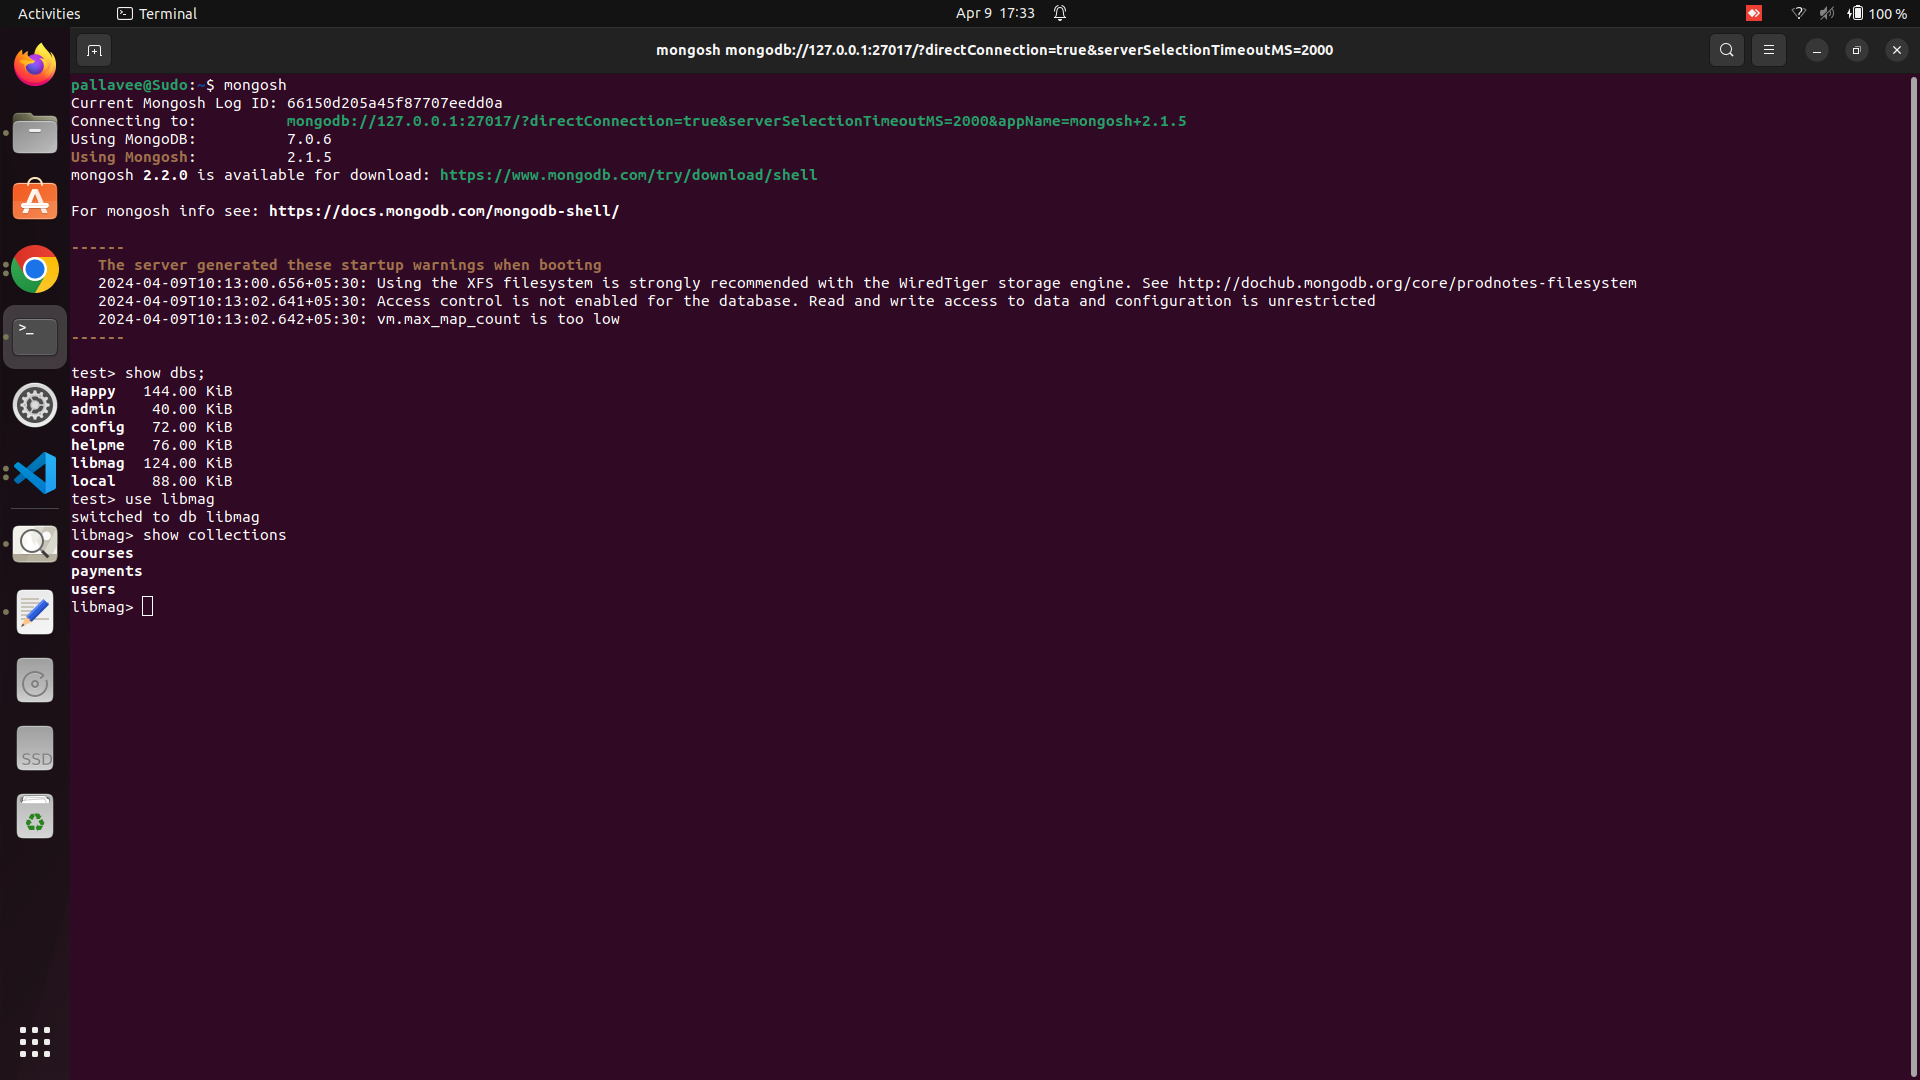 Activities
Terminal
Apr 9 17:33
100 %
mongosh mongodb://127.0.0.1:27017/?directConnection=true&serverSelectionTimeoutMS=2000
pallavee@Sudo:~$ mongosh
Current Mongosh Log ID: 66150d205a45f87707eedd0a
Connecting to: mongodb://127.0.0.1:27017/?directConnection=true&serverSelectionTimeoutMS=2000&appName=mongosh+2.1.5
Using MongoDB: 7.0.6
Using Mongosh: 2.1.5
mongosh 2.2.0 is available for download: https://www.mongodb.com/try/download/shell
For mongosh info see: https://docs.mongodb.com/mongodb-shell/
------
The server generated these startup warnings when booting
2024-04-09T10:13:00.656+05:30: Using the XFS filesystem is strongly recommended with the WiredTiger storage engine. See http://dochub.mongodb.org/core/prodnotes-filesystem
2024-04-09T10:13:02.641+05:30: Access control is not enabled for the database. Read and write access to data and configuration is unrestricted
2024-04-09T10:13:02.642+05:30: vm.max_map_count is too low
------
test> show dbs;
Happy 144.00 KiB
admin 40.00 KiB
config 72.00 KiB
helpme 76.00 KiB
libmag 124.00 KiB
local 88.00 KiB
test> use libmag
switched to db libmag
libmag> show collections
courses
payments
users
libmag>
SSD